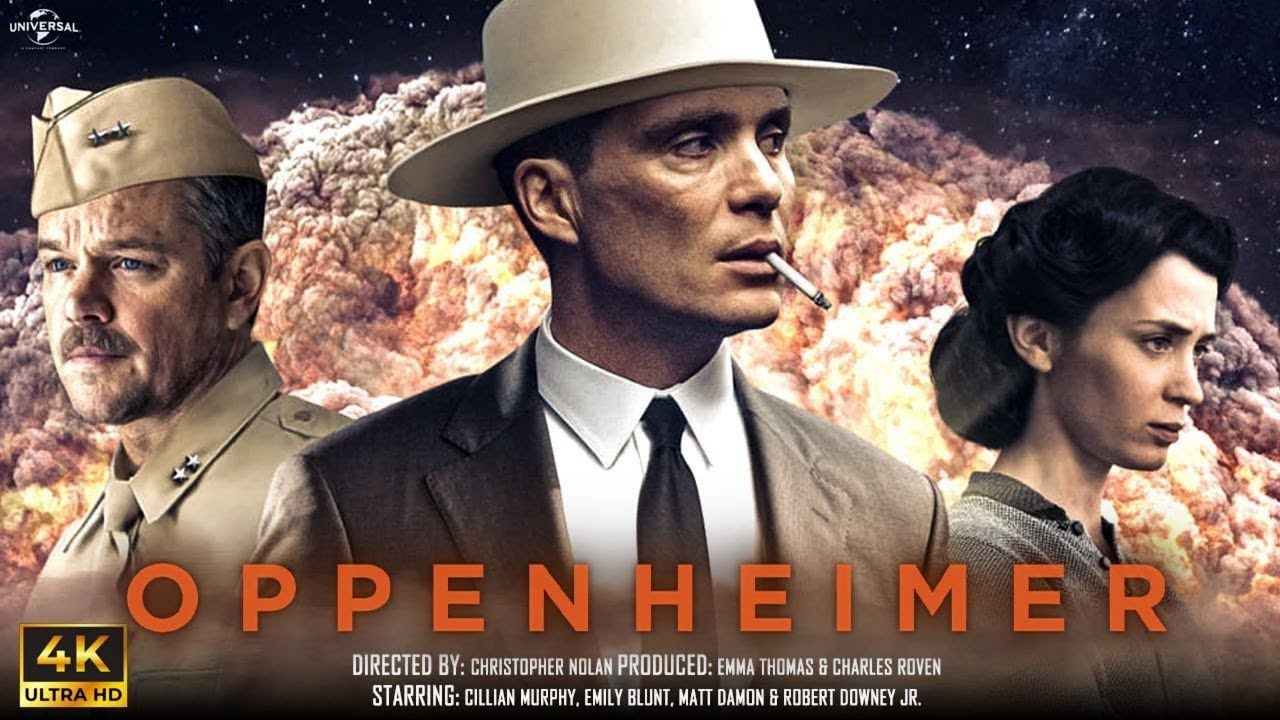 UNIVERSAL
OPPENHEIMER
4K
ULTRA HD
DIRECTED BY: CHRISTOPHER NOLAN PRODUCED: EMMA THOMAS & CHARLES ROVEN
STARRING: CILLIAN MURPHY, EMILY BLUNT, MATT DAMON & ROBERT DOWNEY JR.